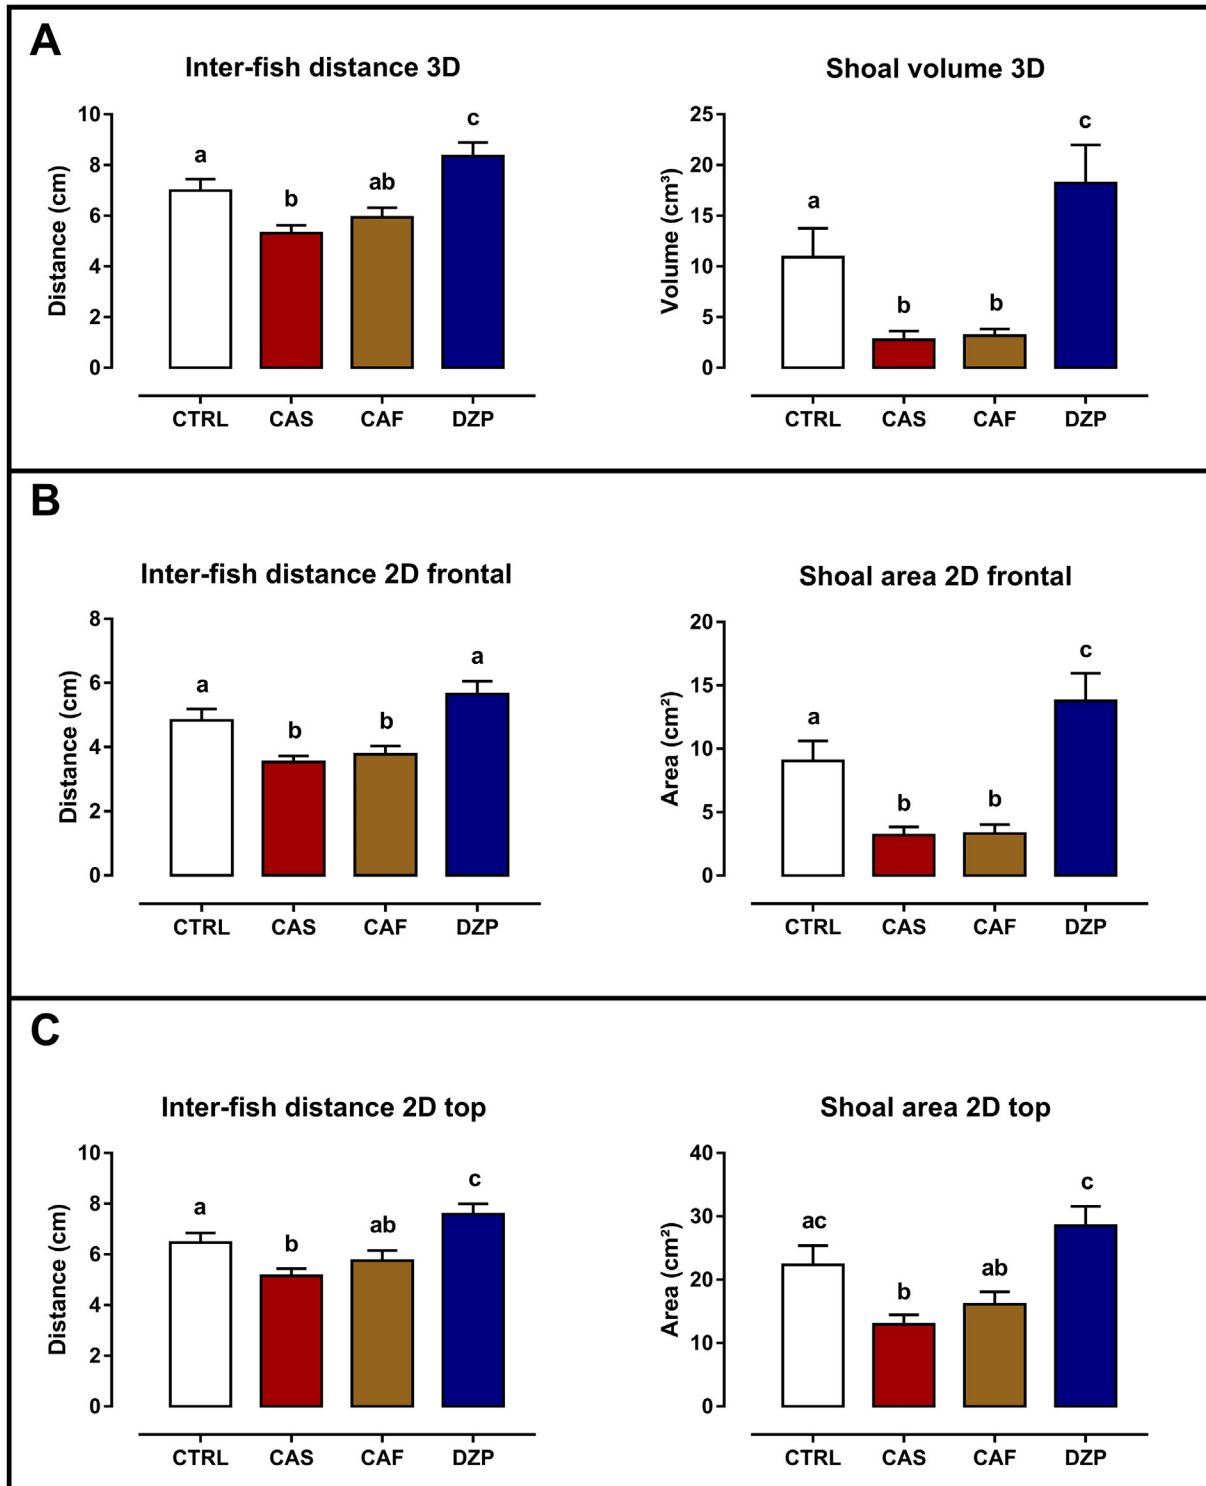 A
Inter-fish distance 3D
Distance (cm)
10
8
6
4
2
0
a
b
ab
c
CTRL CAS CAF DZP
Shoal volume 3D
Volume (cm³)
25
20
15
10
5
0
a
b
b
c
CTRL CAS CAF DZP
B
Inter-fish distance 2D frontal
Distance (cm)
8
6
4
2
0
a
b
b
a
CTRL CAS CAF DZP
Shoal area 2D frontal
Area (cm²)
20
15
10
5
0
a
b
b
c
CTRL CAS CAF DZP
C
Inter-fish distance 2D top
Distance (cm)
10
8
6
4
2
0
a
b
ab
c
CTRL CAS CAF DZP
Shoal area 2D top
Area (cm²)
40
30
20
10
0
ac
b
ab
c
CTRL CAS CAF DZP